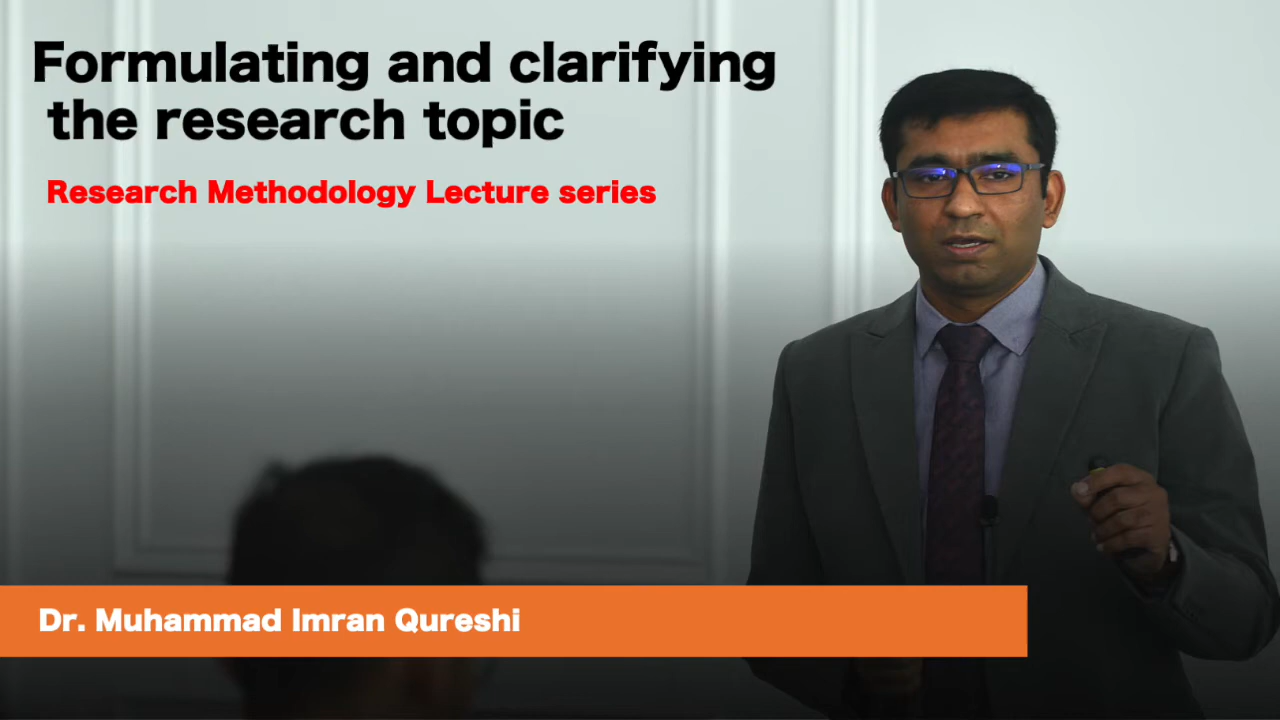 Formulating and clarifying
the research topic
Research Methodology Lecture series
Dr. Muhammad Imran Qureshi